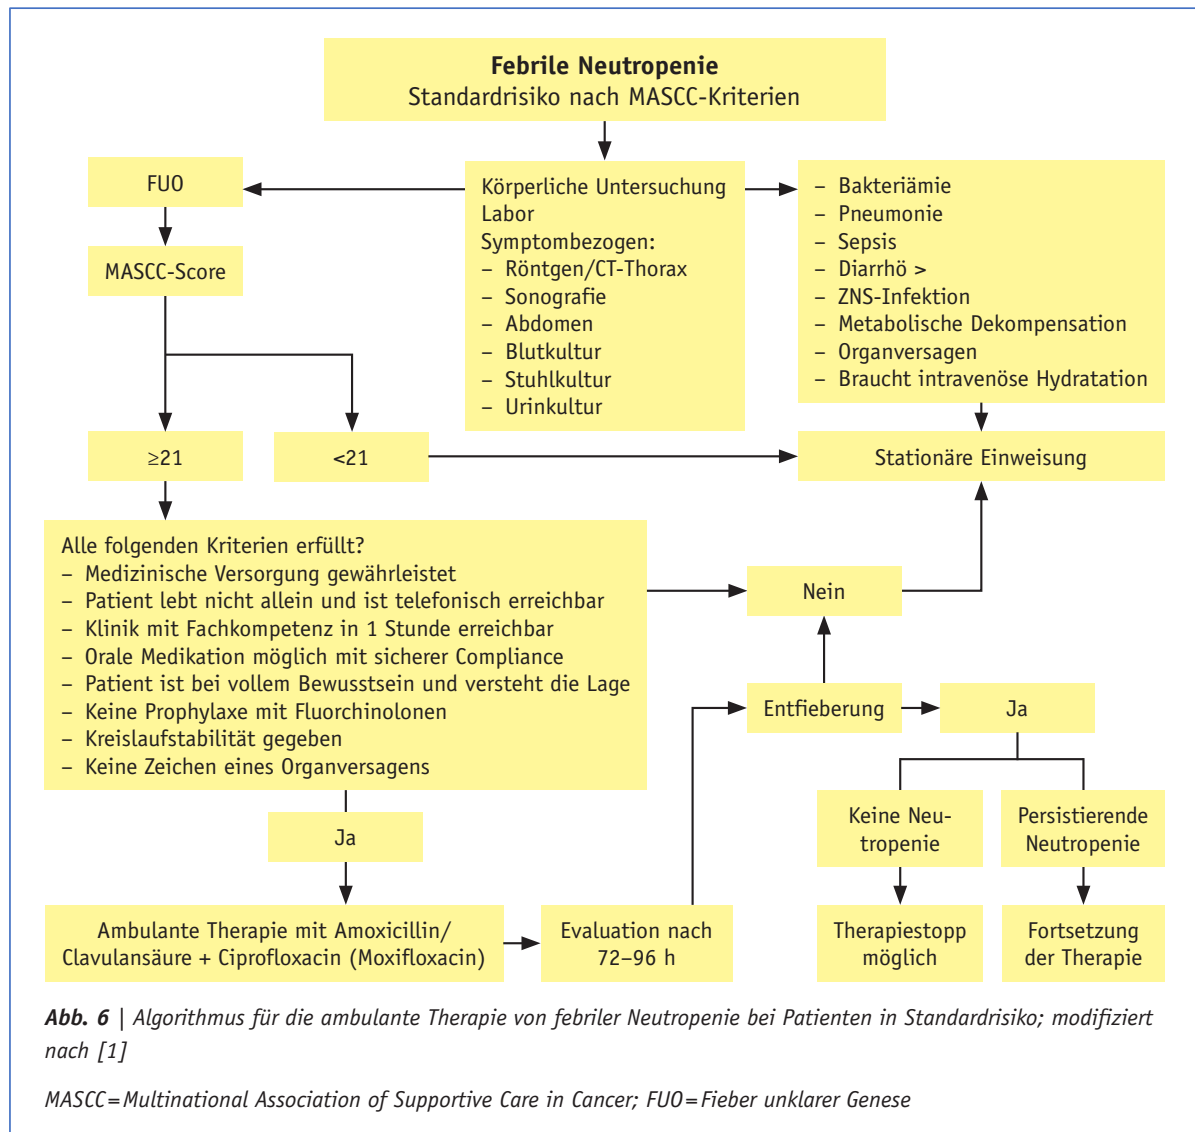 Febrile Neutropenie
Standardrisiko nach MASCC-Kriterien
FUO
MASCC-Score
Körperliche Untersuchung
Labor
Symptombezogen:
– Röntgen/CT-Thorax
– Sonografie
– Abdomen
– Blutkultur
– Stuhlkultur
– Urinkultur
– Bakteriämie
– Pneumonie
– Sepsis
– Diarrhö >
– ZNS-Infektion
– Metabolische Dekompensation
– Organversagen
– Braucht intravenöse Hydratation
≥21
<21
Stationäre Einweisung
Alle folgenden Kriterien erfüllt?
– Medizinische Versorgung gewährleistet
– Patient lebt nicht allein und ist telefonisch erreichbar
– Klinik mit Fachkompetenz in 1 Stunde erreichbar
– Orale Medikation möglich mit sicherer Compliance
– Patient ist bei vollem Bewusstsein und versteht die Lage
– Keine Prophylaxe mit Fluorchinolonen
– Kreislaufstabilität gegeben
– Keine Zeichen eines Organversagens
Nein
Entfieberung
Ja
Keine Neu-
tropenie
Persistierende
Neutropenie
Ja
Ambulante Therapie mit Amoxicillin/
Clavulansäure + Ciprofloxacin (Moxifloxacin)
Evaluation nach
72–96 h
Therapiestopp
möglich
Fortsetzung
der Therapie
Abb. 6 | Algorithmus für die ambulante Therapie von febriler Neutropenie bei Patienten in Standardrisiko; modifiziert
nach [1]
MASCC=Multinational Association of Supportive Care in Cancer; FUO=Fieber unklarer Genese